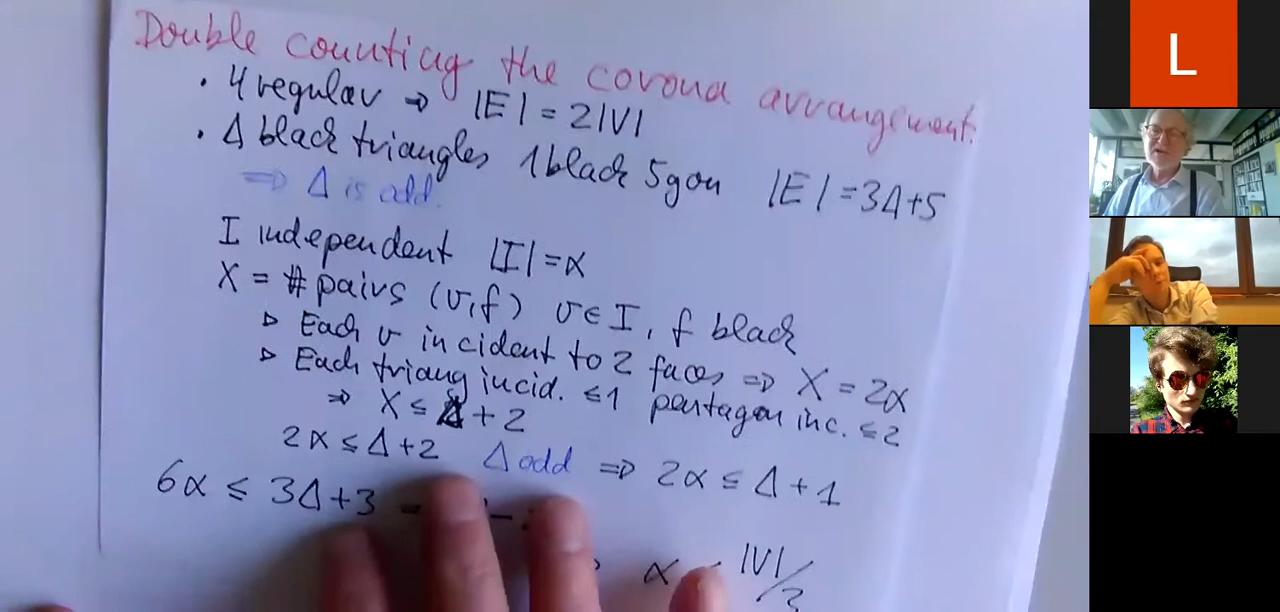 Double counting the corona arrangement:
• 4 regular ⇒ |E| = 2|V|
• Δ black triangles 1 black 5gon |E| = 3Δ+5
⇒ Δ is odd.
I independent |I| = α
X = # pairs (v,f) v ∈ I, f black
▷ Each v incident to 2 faces ⇒ X = 2α
▷ Each triang incid. ≤ 1 pentagon inc. ≤ 2
⇒ X ≤ Δ + 2
2α ≤ Δ+2 Δ odd ⇒ 2α ≤ Δ + 1
6α ≤ 3Δ+3
α |V|/3
L